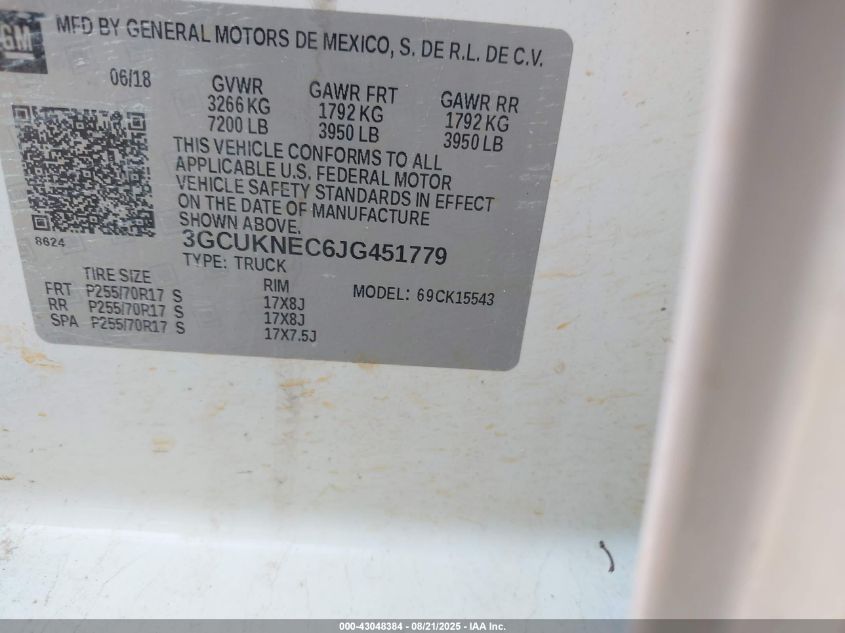 GM
MFD BY GENERAL MOTORS DE MEXICO, S. DE R.L. DE C.V.
06/18
GVWR
3266 KG
7200 LB
GAWR FRT
1792 KG
3950 LB
GAWR RR
1792 KG
3950 LB
THIS VEHICLE CONFORMS TO ALL
APPLICABLE U.S. FEDERAL MOTOR
VEHICLE SAFETY STANDARDS IN EFFECT
ON THE DATE OF MANUFACTURE
SHOWN ABOVE.
8624
3GCUKNEC6JG451779
TYPE: TRUCK
TIRE SIZE RIM
FRT P255/70R17 S 17X8J
RR P255/70R17 S 17X8J
SPA P255/70R17 S 17X7.5J
MODEL: 69CK15543
000-43048384 - 08/21/2025 - IAA Inc.